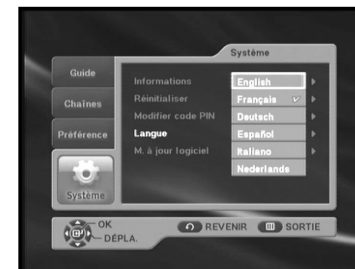 Système
Guide
Chaînes
Préférence
Système
Informations
Réinitialiser
Modifier code PIN
Langue
M. à jour logiciel
English
Français
Deutsch
Español
Italiano
Nederlands
OK
DÉPLA.
REVENIR
SORTIE